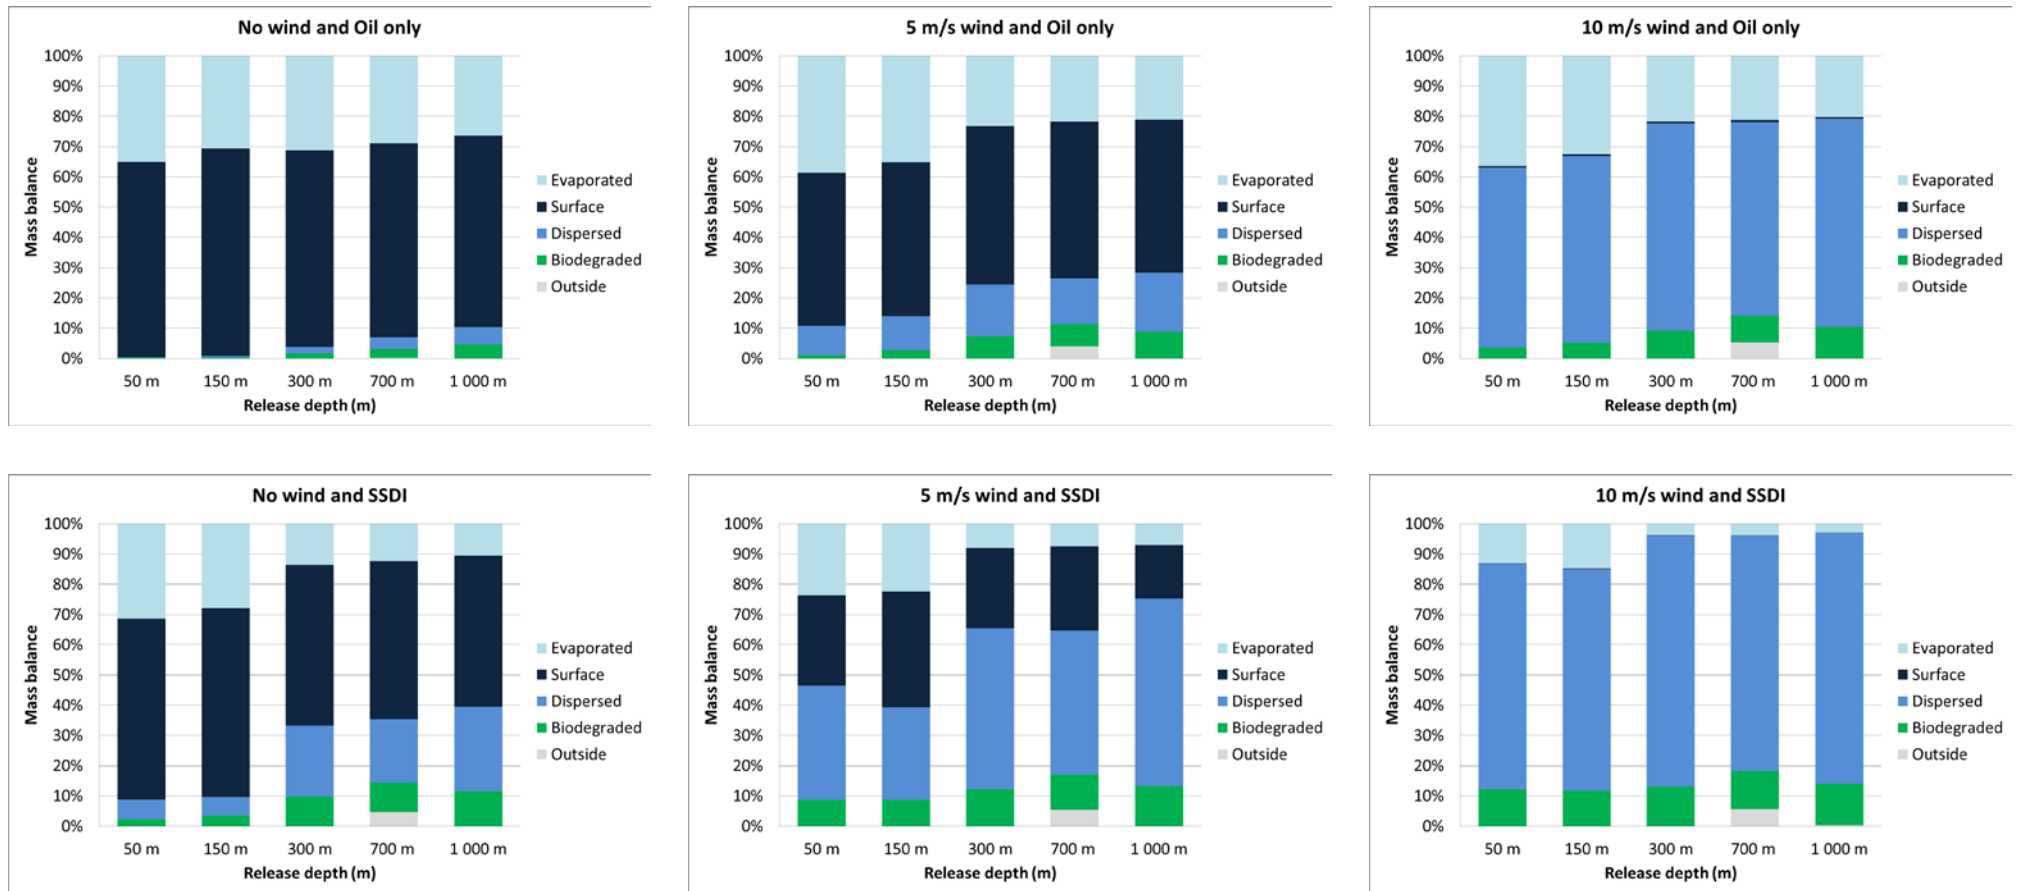 No wind and Oil only
100%
90%
80%
70%
60%
50%
40%
30%
20%
10%
0%
Mass balance
50 m 150 m 300 m 700 m 1 000 m
Release depth (m)
Evaporated
Surface
Dispersed
Biodegraded
Outside
5 m/s wind and Oil only
100%
90%
80%
70%
60%
50%
40%
30%
20%
10%
0%
Mass balance
50 m 150 m 300 m 700 m 1 000 m
Release depth (m)
Evaporated
Surface
Dispersed
Biodegraded
Outside
10 m/s wind and Oil only
100%
90%
80%
70%
60%
50%
40%
30%
20%
10%
0%
Mass balance
50 m 150 m 300 m 700 m 1 000 m
Release depth (m)
Evaporated
Surface
Dispersed
Biodegraded
Outside
No wind and SSDI
100%
90%
80%
70%
60%
50%
40%
30%
20%
10%
0%
Mass balance
50 m 150 m 300 m 700 m 1 000 m
Release depth (m)
Evaporated
Surface
Dispersed
Biodegraded
Outside
5 m/s wind and SSDI
100%
90%
80%
70%
60%
50%
40%
30%
20%
10%
0%
Mass balance
50 m 150 m 300 m 700 m 1 000 m
Release depth (m)
Evaporated
Surface
Dispersed
Biodegraded
Outside
10 m/s wind and SSDI
100%
90%
80%
70%
60%
50%
40%
30%
20%
10%
0%
Mass balance
50 m 150 m 300 m 700 m 1 000 m
Release depth (m)
Evaporated
Surface
Dispersed
Biodegraded
Outside